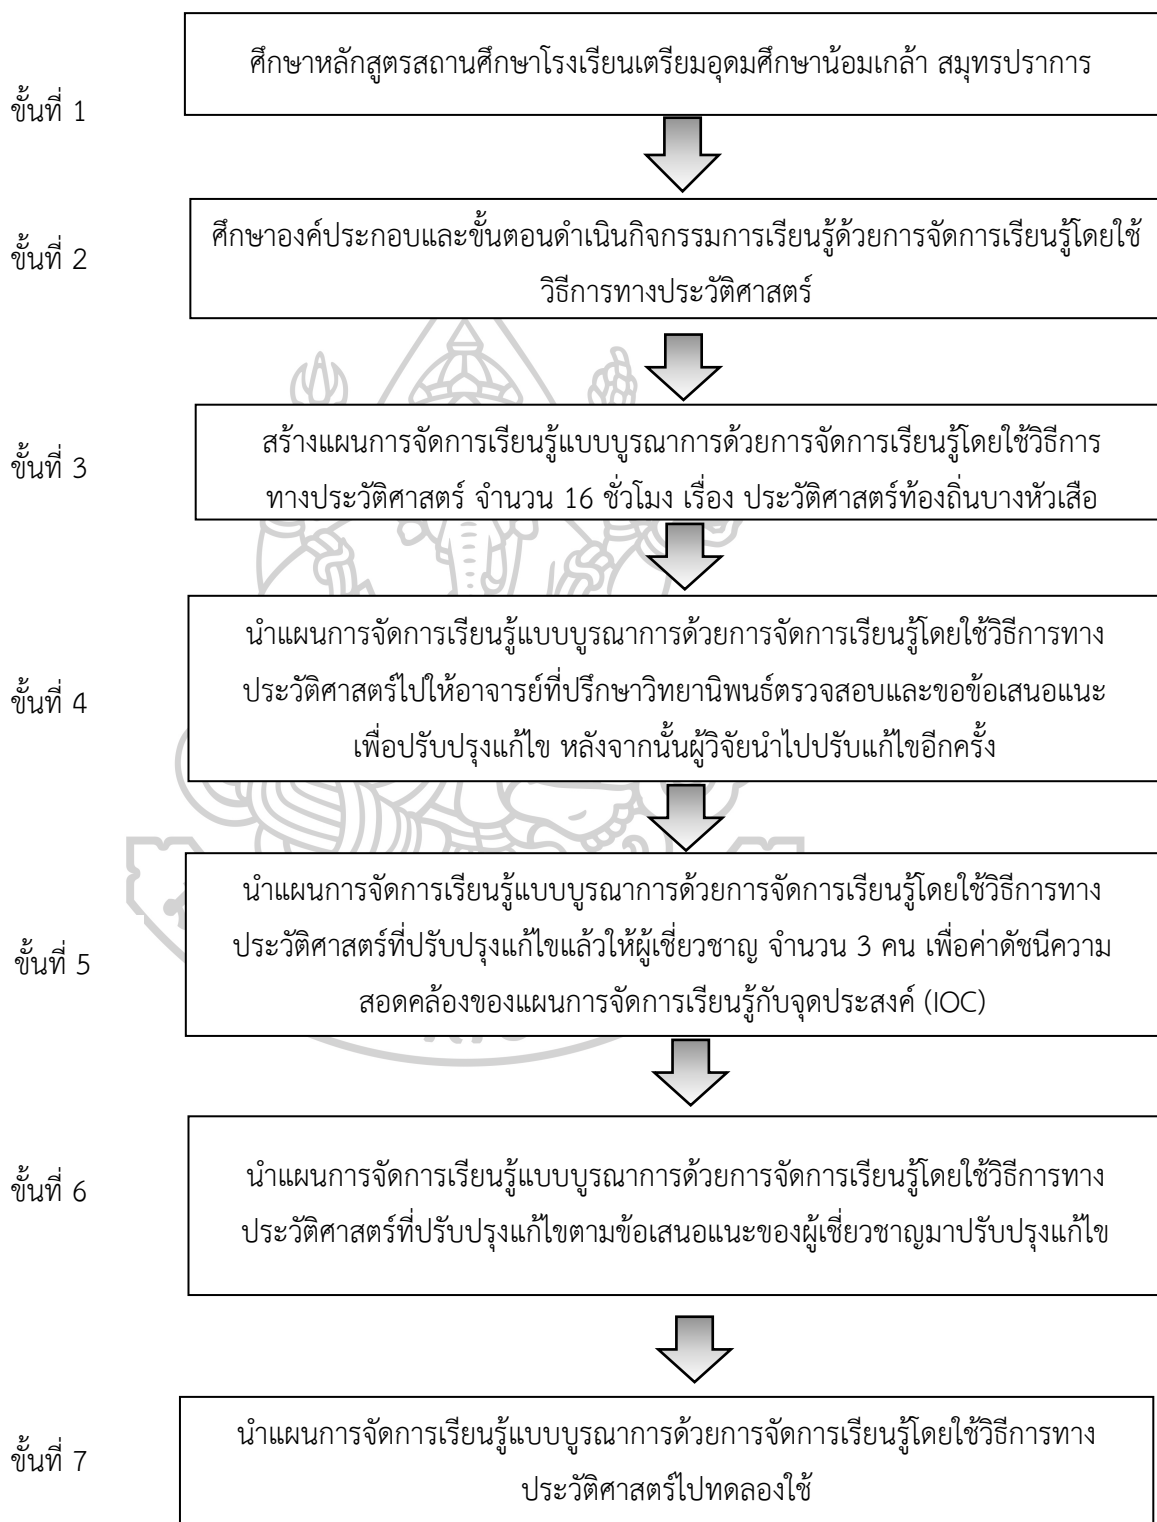 ขั้นที่ 1
ศึกษาหลักสูตรสถานศึกษาโรงเรียนเตรียมอุดมศึกษาน้อมเกล้า สมุทรปราการ
ขั้นที่ 2
ศึกษาองค์ประกอบและขั้นตอนดำเนินกิจกรรมการเรียนรู้ด้วยการจัดการเรียนรู้โดยใช้
วิธีการทางประวัติศาสตร์
ขั้นที่ 3
สร้างแผนการจัดการเรียนรู้แบบบูรณาการด้วยการจัดการเรียนรู้โดยใช้วิธีการ
ทางประวัติศาสตร์ จำนวน 16 ชั่วโมง เรื่อง ประวัติศาสตร์ท้องถิ่นบางหัวเสือ
ขั้นที่ 4
นำแผนการจัดการเรียนรู้แบบบูรณาการด้วยการจัดการเรียนรู้โดยใช้วิธีการทาง
ประวัติศาสตร์ไปให้อาจารย์ที่ปรึกษาวิทยานิพนธ์ตรวจสอบและขอข้อเสนอแนะ
เพื่อปรับปรุงแก้ไข หลังจากนั้นผู้วิจัยนำไปปรับแก้ไขอีกครั้ง
ขั้นที่ 5
นำแผนการจัดการเรียนรู้แบบบูรณาการด้วยการจัดการเรียนรู้โดยใช้วิธีการทาง
ประวัติศาสตร์ที่ปรับปรุงแก้ไขแล้วให้ผู้เชี่ยวชาญ จำนวน 3 คน เพื่อค่าดัชนีความ
สอดคล้องของแผนการจัดการเรียนรู้กับจุดประสงค์ (IOC)
ขั้นที่ 6
นำแผนการจัดการเรียนรู้แบบบูรณาการด้วยการจัดการเรียนรู้โดยใช้วิธีการทาง
ประวัติศาสตร์ที่ปรับปรุงแก้ไขตามข้อเสนอแนะของผู้เชี่ยวชาญมาปรับปรุงแก้ไข
ขั้นที่ 7
นำแผนการจัดการเรียนรู้แบบบูรณาการด้วยการจัดการเรียนรู้โดยใช้วิธีการทาง
ประวัติศาสตร์ไปทดลองใช้